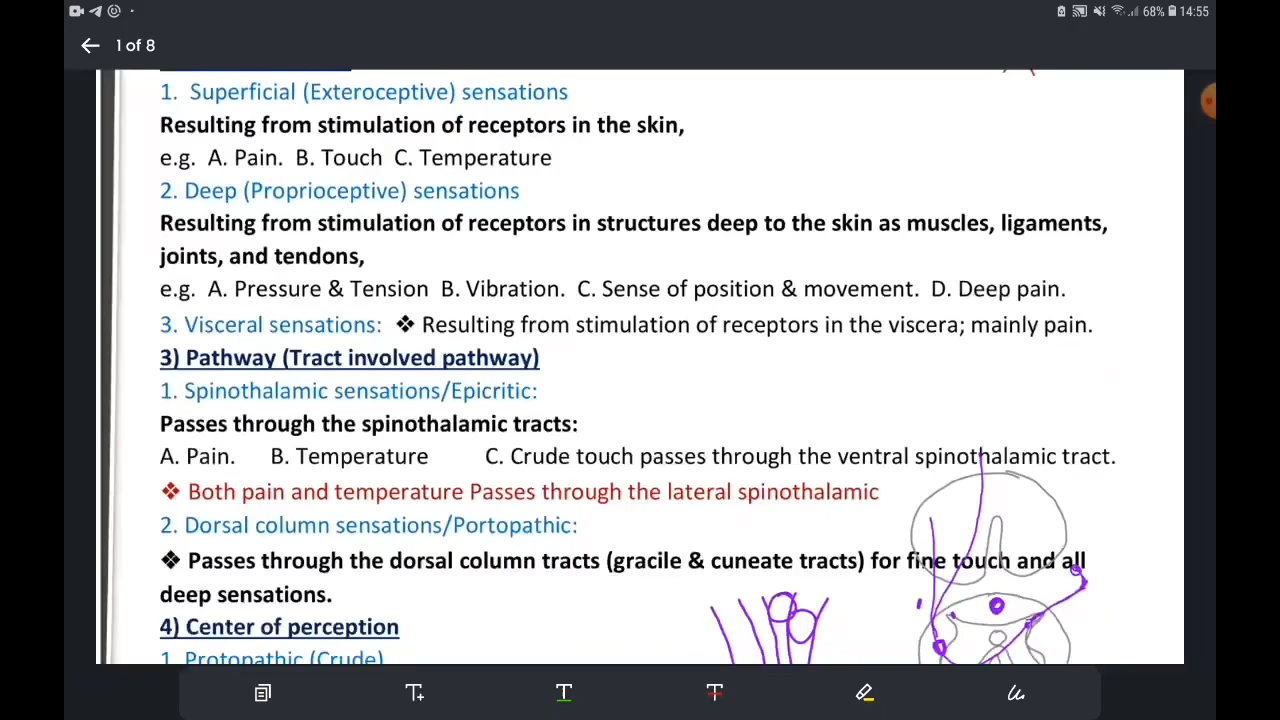 68% 14:55
1 of 8
1. Superficial (Exteroceptive) sensations
Resulting from stimulation of receptors in the skin,
e.g. A. Pain. B. Touch C. Temperature
2. Deep (Proprioceptive) sensations
Resulting from stimulation of receptors in structures deep to the skin as muscles, ligaments,
joints, and tendons,
e.g. A. Pressure & Tension B. Vibration. C. Sense of position & movement. D. Deep pain.
3. Visceral sensations: ❖ Resulting from stimulation of receptors in the viscera; mainly pain.
3) Pathway (Tract involved pathway)
1. Spinothalamic sensations/Epicritic:
Passes through the spinothalamic tracts:
A. Pain. B. Temperature C. Crude touch passes through the ventral spinothalamic tract.
❖ Both pain and temperature Passes through the lateral spinothalamic
2. Dorsal column sensations/Portopathic:
❖ Passes through the dorsal column tracts (gracile & cuneate tracts) for fine touch and all
deep sensations.
4) Center of perception
1. Protopathic (Crude)